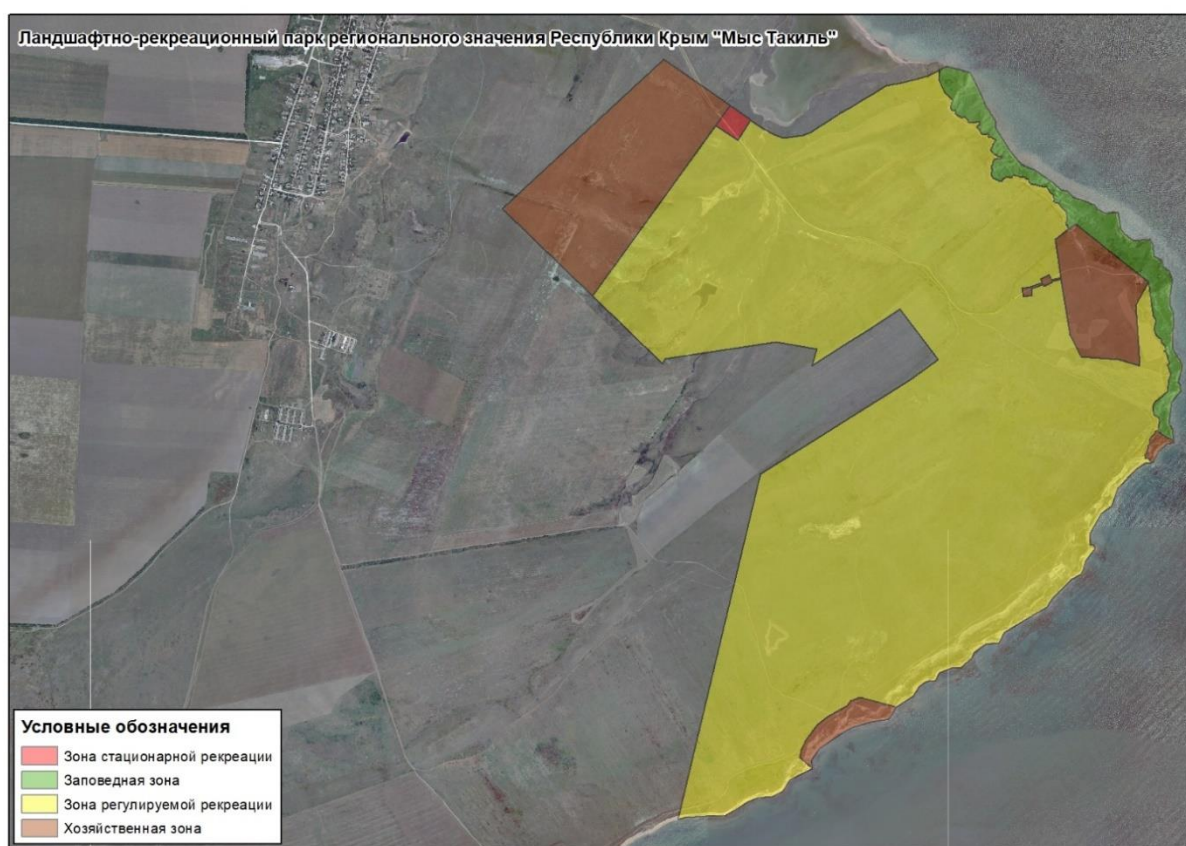 Ландшафтно-рекреационный парк регионального значения Республики Крым "Мыс Такиль"
Условные обозначения
Зона стационарной рекреации
Заповедная зона
Зона регулируемой рекреации
Хозяйственная зона